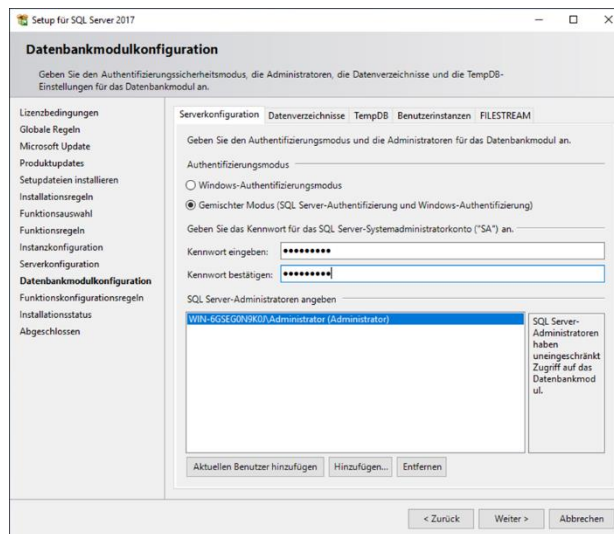 Setup für SQL Server 2017
Datenbankmodulkonfiguration
Geben Sie den Authentifizierungssicherheitsmodus, die Administratoren, die Datenverzeichnisse und die TempDB-
Einstellungen für das Datenbankmodul an.
Lizenzbedingungen
Globale Regeln
Microsoft Update
Produktupdates
Setupdateien installieren
Installationsregeln
Funktionsauswahl
Funktionsregeln
Instanzkonfiguration
Serverkonfiguration
Datenbankmodulkonfiguration
Funktionskonfigurationsregeln
Installationsstatus
Abgeschlossen
Serverkonfiguration Datenverzeichnisse TempDB Benutzerinstanzen FILESTREAM
Geben Sie den Authentifizierungsmodus und die Administratoren für das Datenbankmodul an.
Authentifizierungsmodus
Windows-Authentifizierungsmodus
Gemischter Modus (SQL Server-Authentifizierung und Windows-Authentifizierung)
Geben Sie das Kennwort für das SQL Server-Systemadministratorkonto ("SA") an.
Kennwort eingeben: ●●●●●●●●●
Kennwort bestätigen: ●●●●●●●●●
SQL Server-Administratoren angeben
WIN-6GSEG0N9K0J\Administrator (Administrator)
SQL Server-
Administratoren
haben
uneingeschränkt
Zugriff auf das
Datenbankmod
ul.
Aktuellen Benutzer hinzufügen Hinzufügen... Entfernen
< Zurück Weiter > Abbrechen